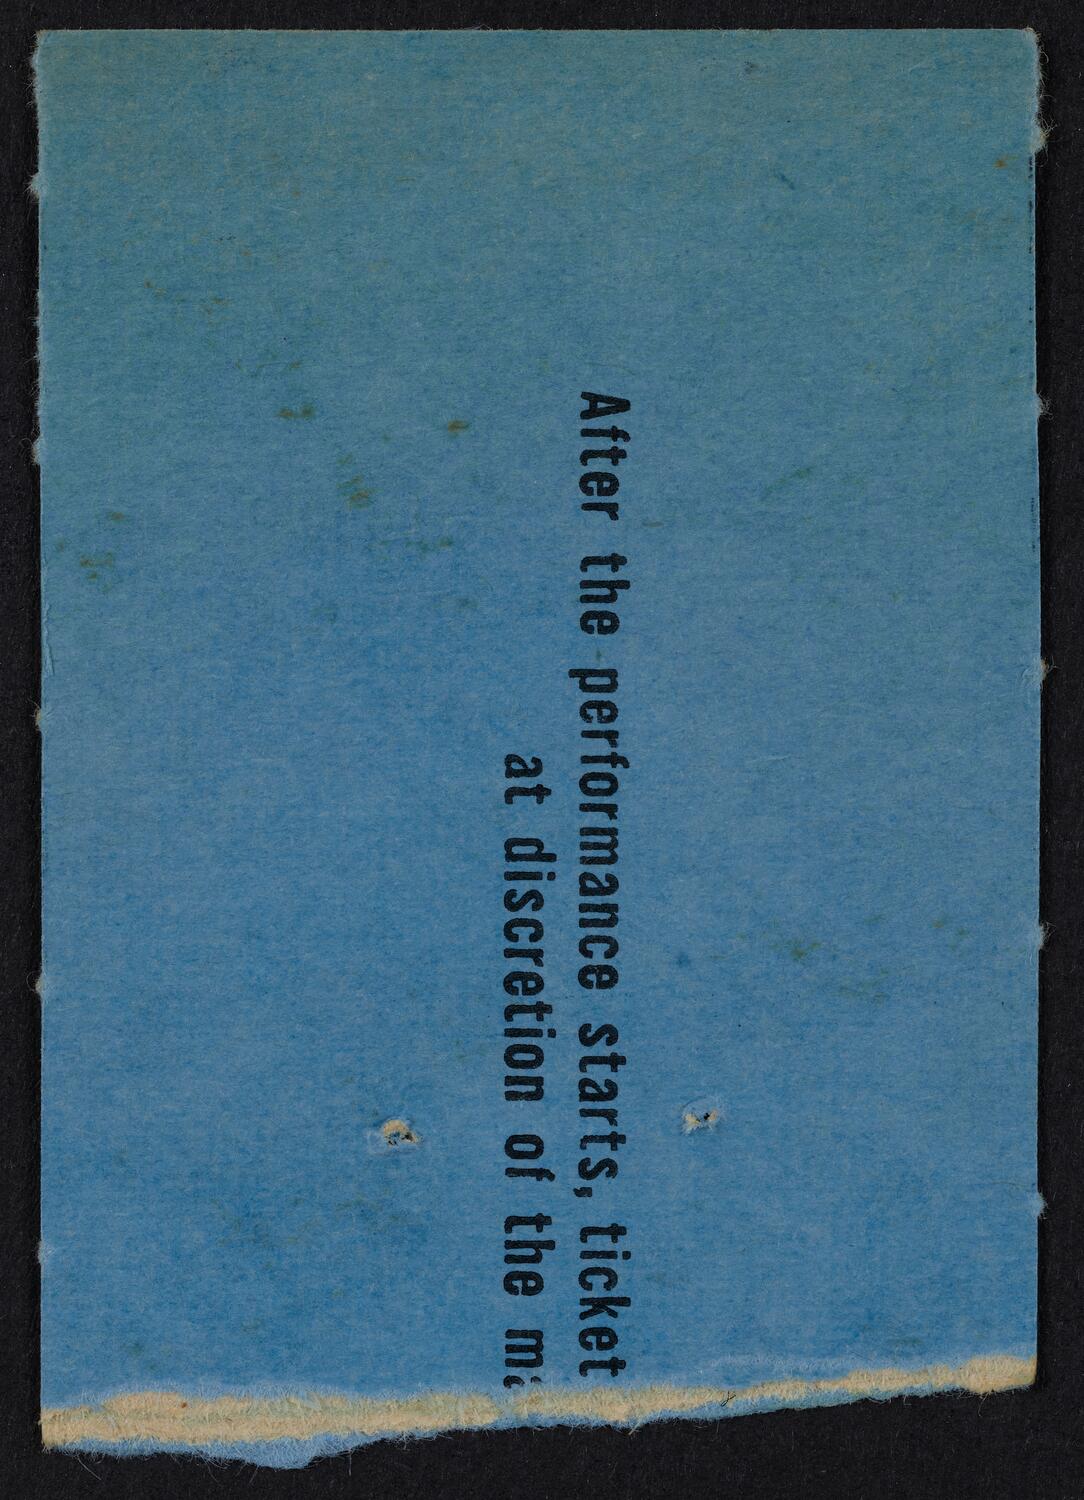 After the performance starts, ticket
at discretion of the